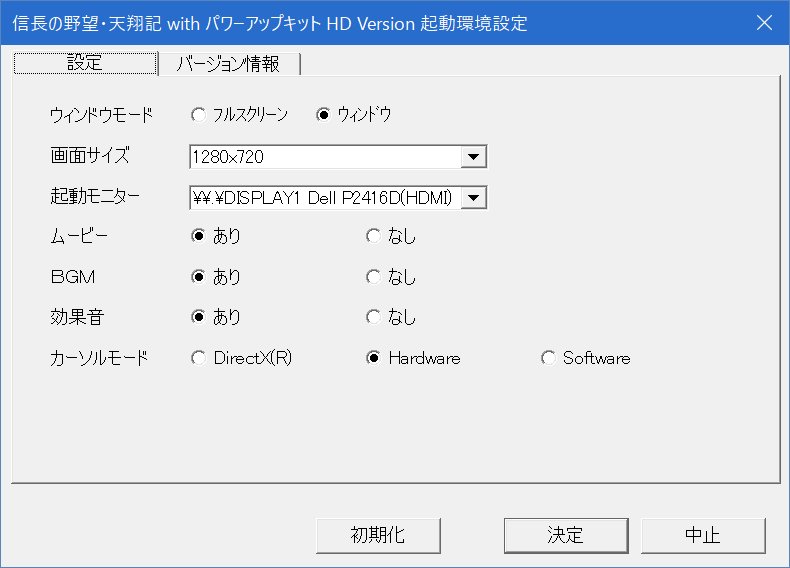 信長の野望・天翔記 with パワーアップキット HD Version 起動環境設定
設定 バージョン情報
ウィンドウモード フルスクリーン ウィンドウ
画面サイズ 1280x720
起動モニター ¥¥.¥DISPLAY1 Dell P2416D(HDMI)
ムービー あり なし
BGM あり なし
効果音 あり なし
カーソルモード DirectX(R) Hardware Software
初期化 決定 中止